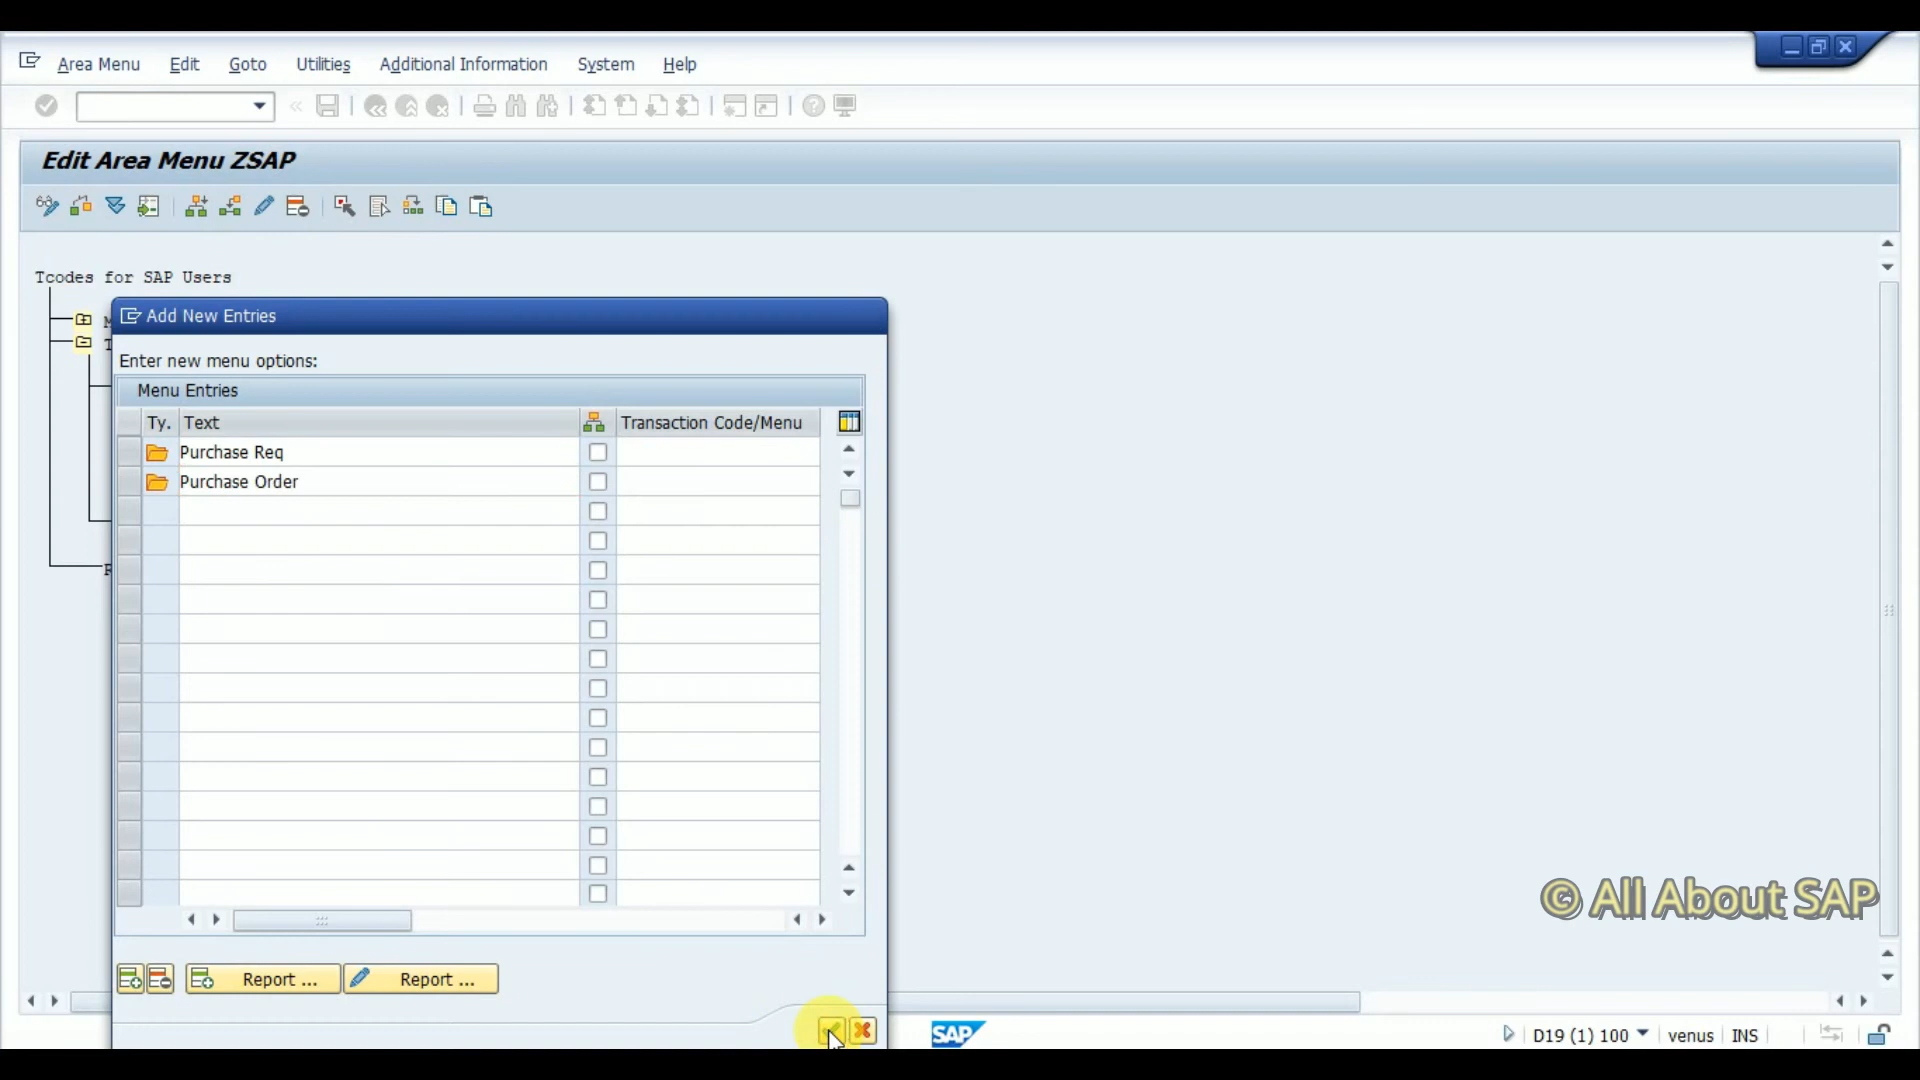 Area Menu Edit Goto Utilities Additional Information System Help
Edit Area Menu ZSAP
Tcodes for SAP Users
Add New Entries
Enter new menu options:
Menu Entries
Ty. Text Transaction Code/Menu
Purchase Req
Purchase Order
© All About SAP
Report ... Report ...
SAP D19 (1) 100 venus INS